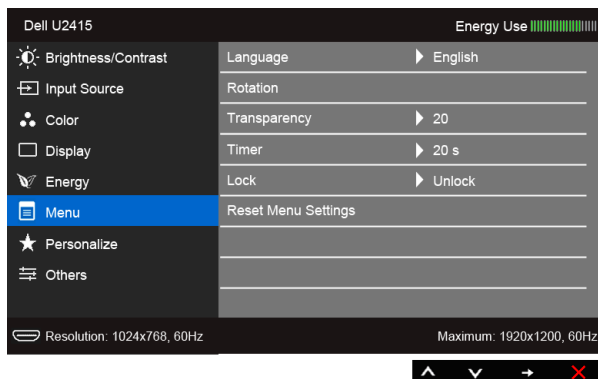 Dell U2415 Energy Use
Brightness/Contrast Language English
Input Source Rotation
Color Transparency 20
Display Timer 20 s
Energy Lock Unlock
Menu Reset Menu Settings
Personalize
Others
Resolution: 1024x768, 60Hz Maximum: 1920x1200, 60Hz